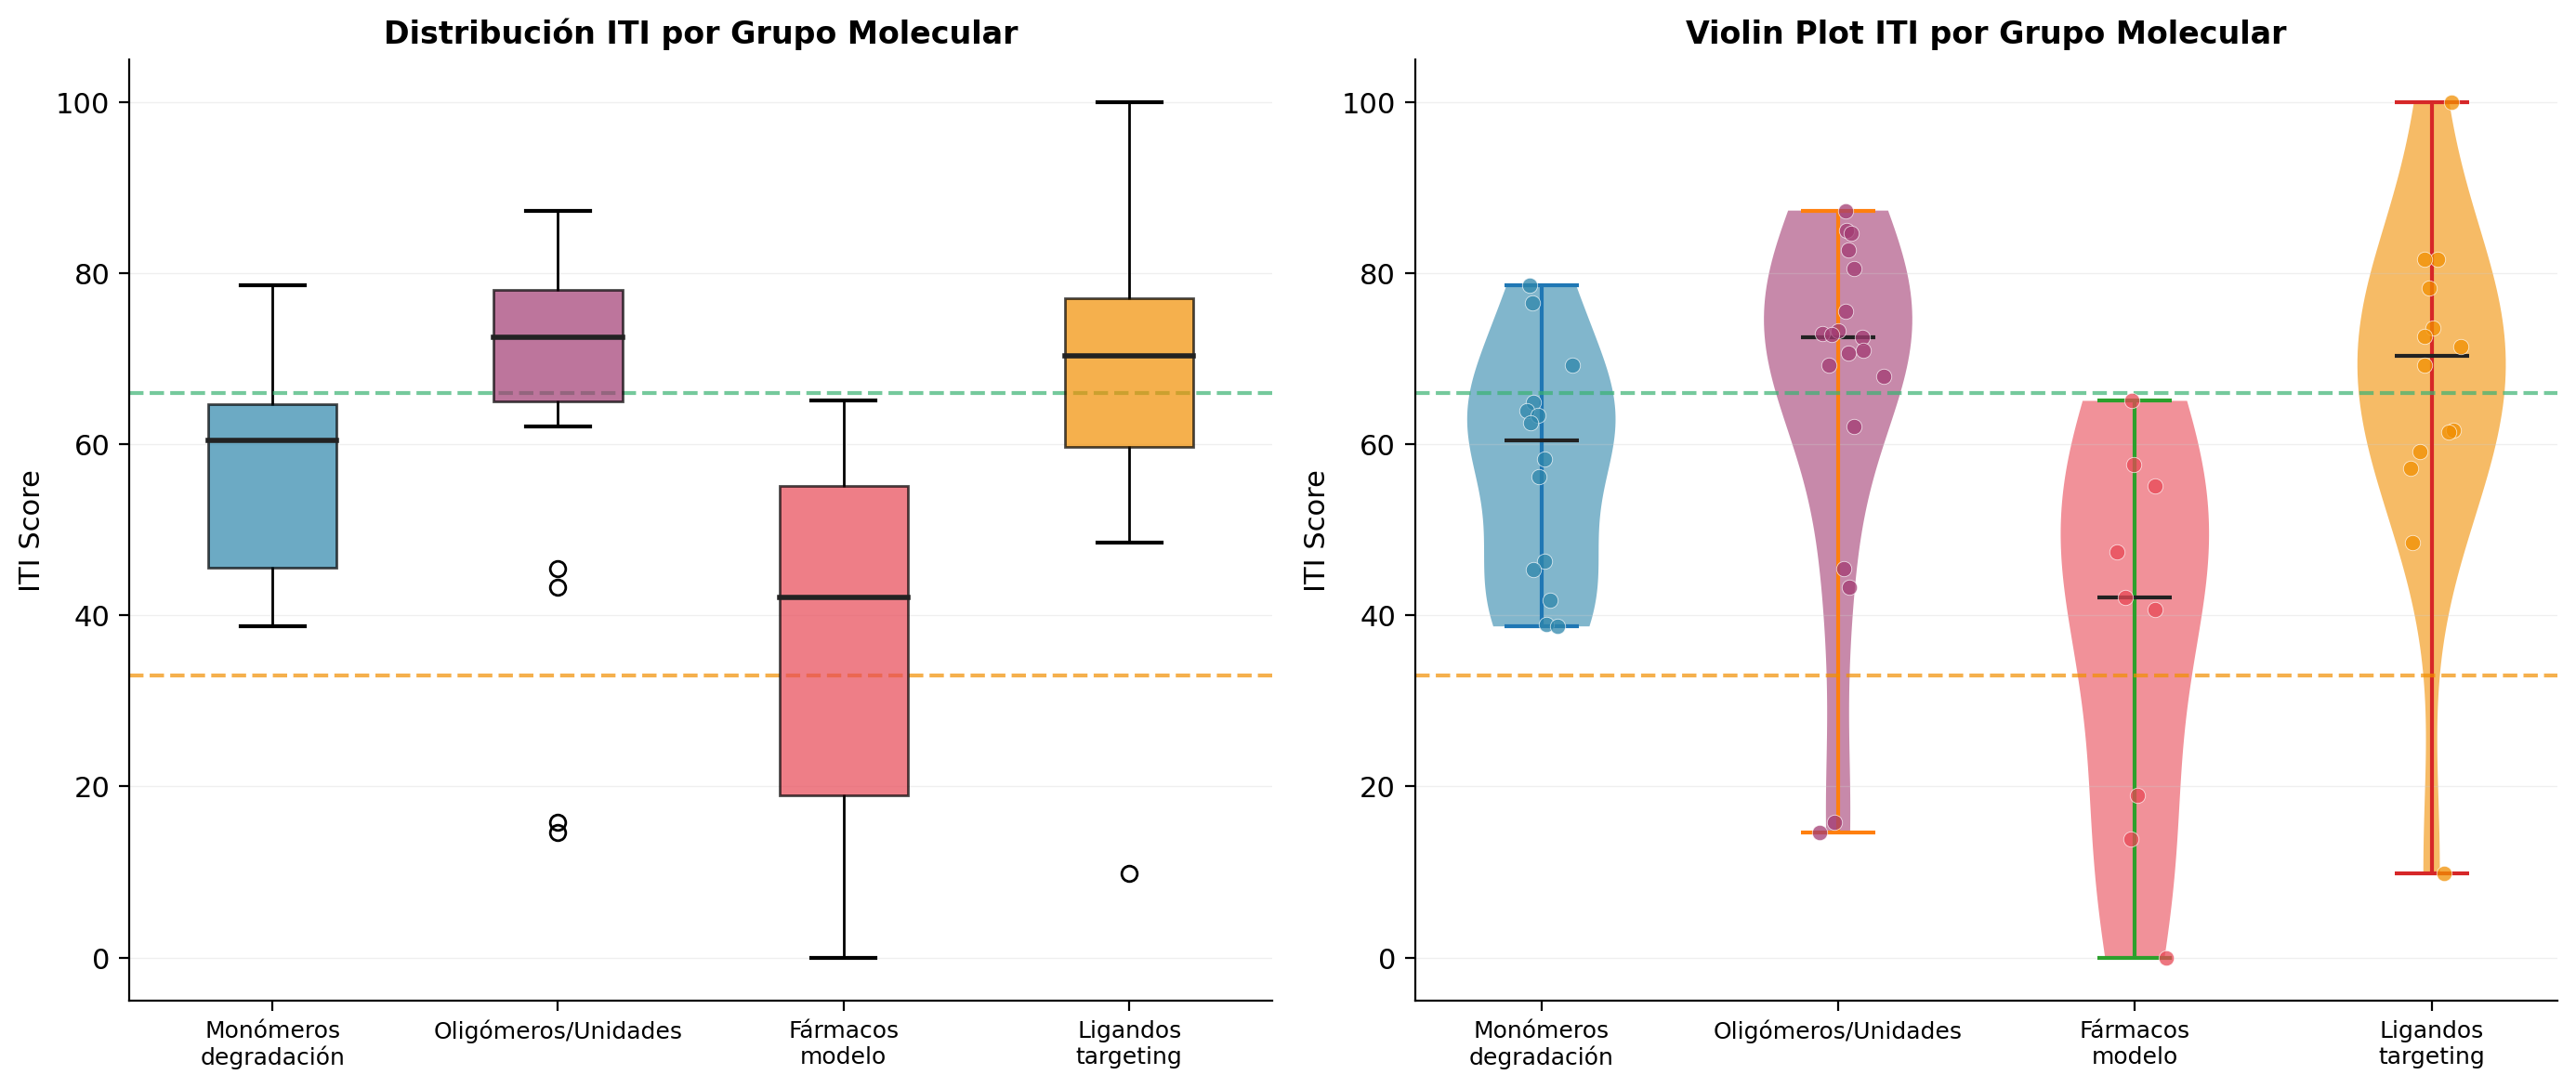 Distribución ITI por Grupo Molecular
ITI Score
100
80
60
40
20
0
Monómeros
degradación
Oligómeros/Unidades
Fármacos
modelo
Ligandos
targeting
Violin Plot ITI por Grupo Molecular
ITI Score
100
80
60
40
20
0
Monómeros
degradación
Oligómeros/Unidades
Fármacos
modelo
Ligandos
targeting